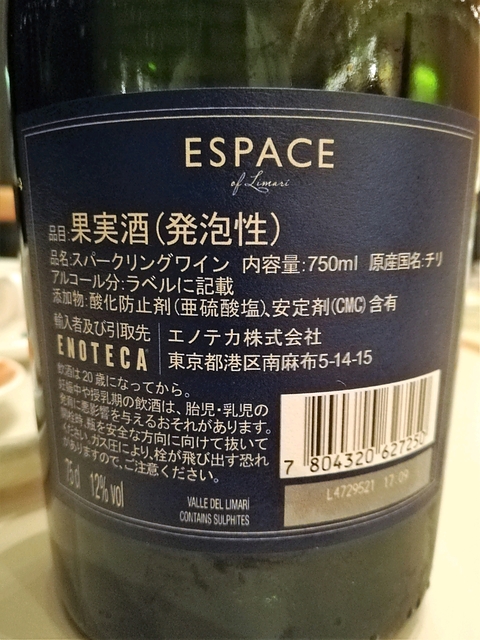 ESPACE
of Limarí
品目:果実酒(発泡性)
品名:スパークリングワイン 内容量:750ml 原産国名:チリ
アルコール分:ラベルに記載
添加物:酸化防止剤(亜硫酸塩)、安定剤(CMC)含有
輸入者及び引取先
ENOTECA
エノテカ株式会社
東京都港区南麻布5-14-15
飲酒は20歳になってから。
妊娠中や授乳期の飲酒は、胎児・乳児の
発育に悪影響を与えるおそれがあります。
開栓時、瓶を安全な方向に向けて抜いて
ください。ガス圧により、栓が飛び出す恐れ
がありますので、ご注意ください。
75cl 12% vol
VALLE DEL LIMARÍ
CONTAINS SULPHITES
7 804320 627250
L4729521 17:09